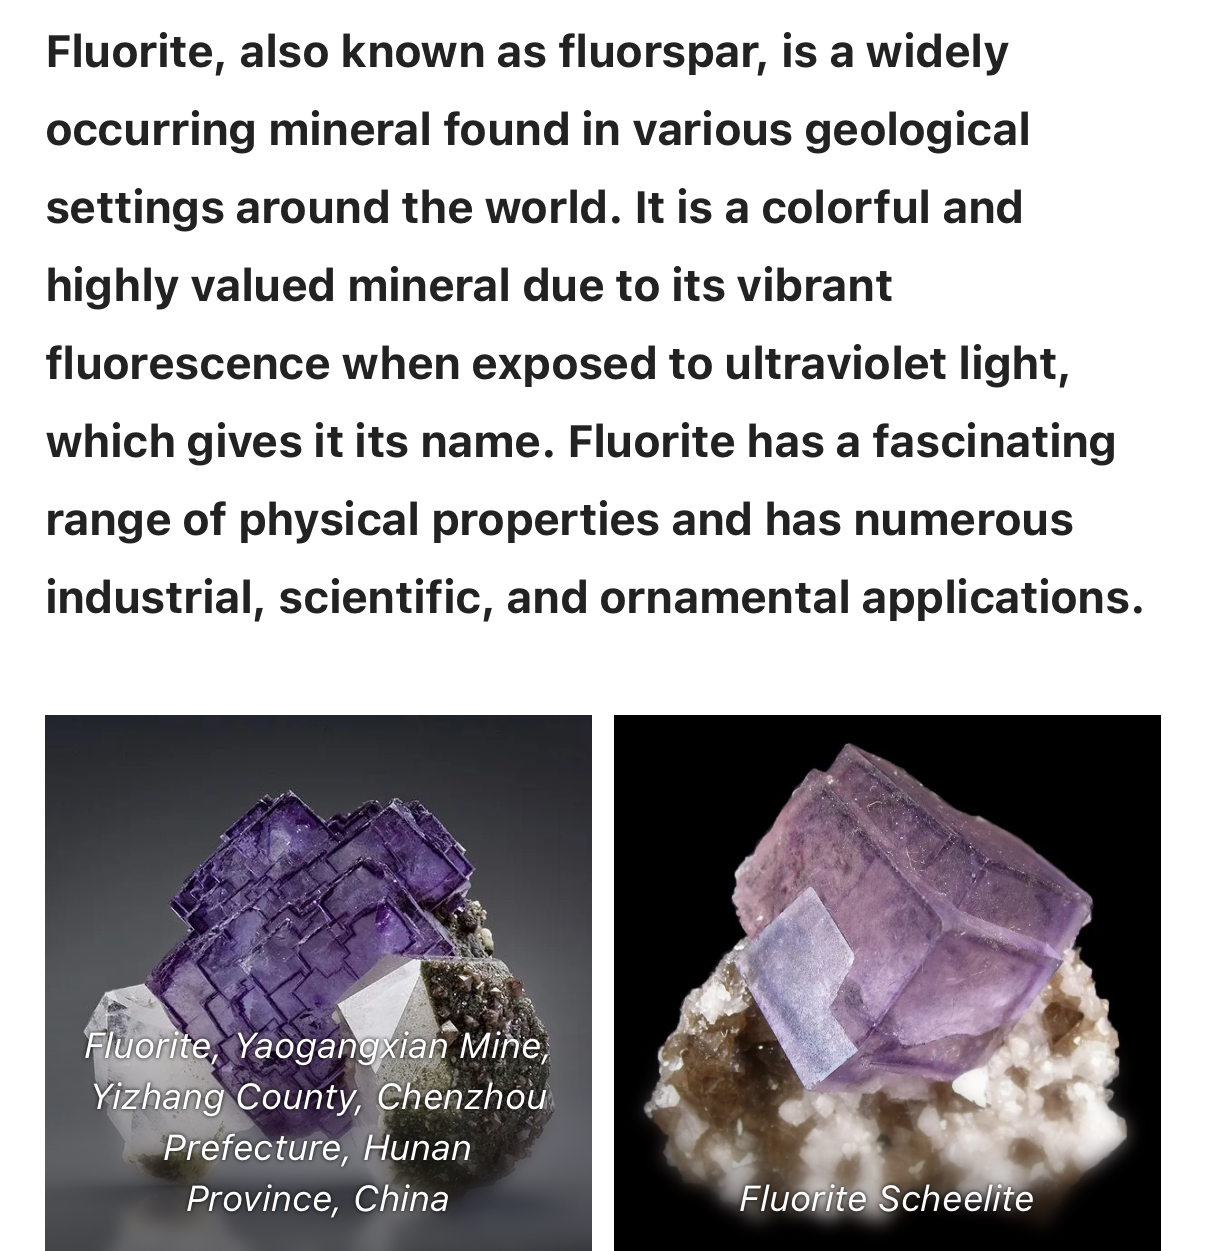 Fluorite, also known as fluorspar, is a widely
occurring mineral found in various geological
settings around the world. It is a colorful and
highly valued mineral due to its vibrant
fluorescence when exposed to ultraviolet light,
which gives it its name. Fluorite has a fascinating
range of physical properties and has numerous
industrial, scientific, and ornamental applications.
Fluorite, Yaogangxian Mine,
Yizhang County, Chenzhou
Prefecture, Hunan
Province, China
Fluorite Scheelite